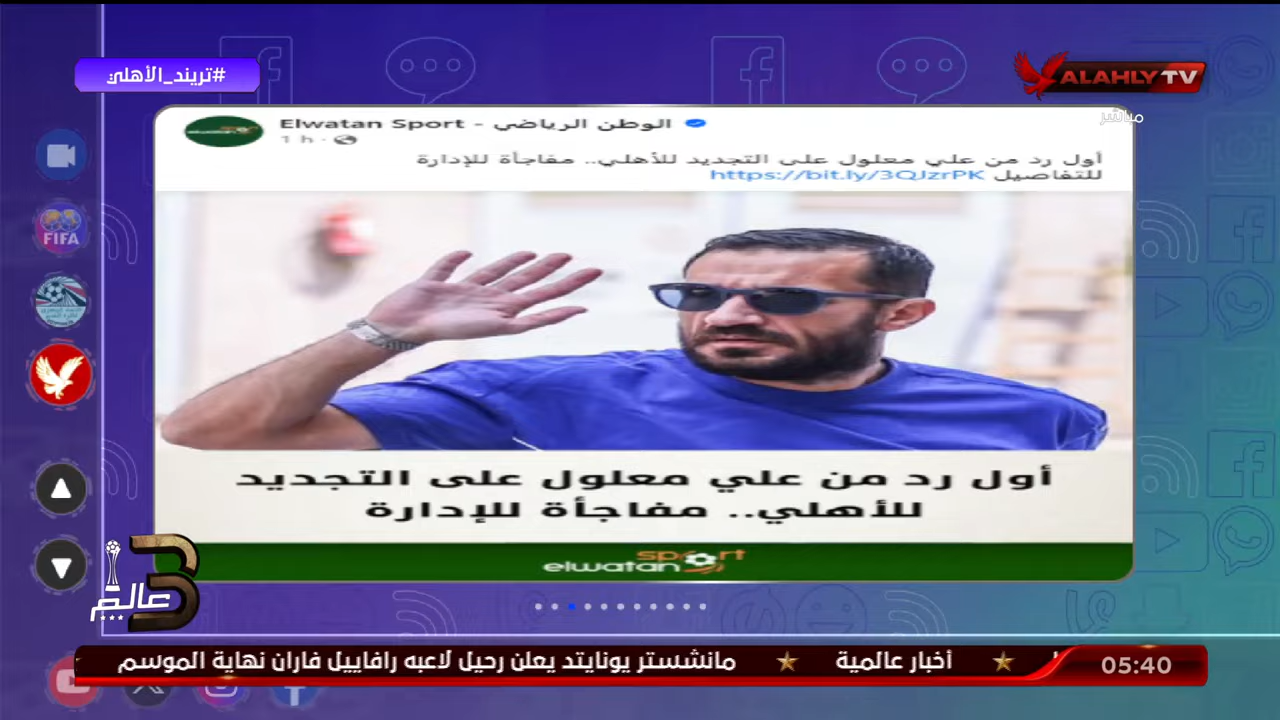 #تريند_الأهلي
ALAHLY TV
مباشر
Elwatan Sport - الوطن الرياضي
1 h
أول رد من علي معلول على التجديد للأهلي.. مفاجأة للإدارة
للتفاصيل https://bit.ly/3QJzrPK
FIFA
أول رد من علي معلول على التجديد
للأهلي.. مفاجأة للإدارة
elwatan sport
3 عالم
05:40
أخبار عالمية
مانشستر يونايتد يعلن رحيل لاعبه رافاييل فاران نهاية الموسم